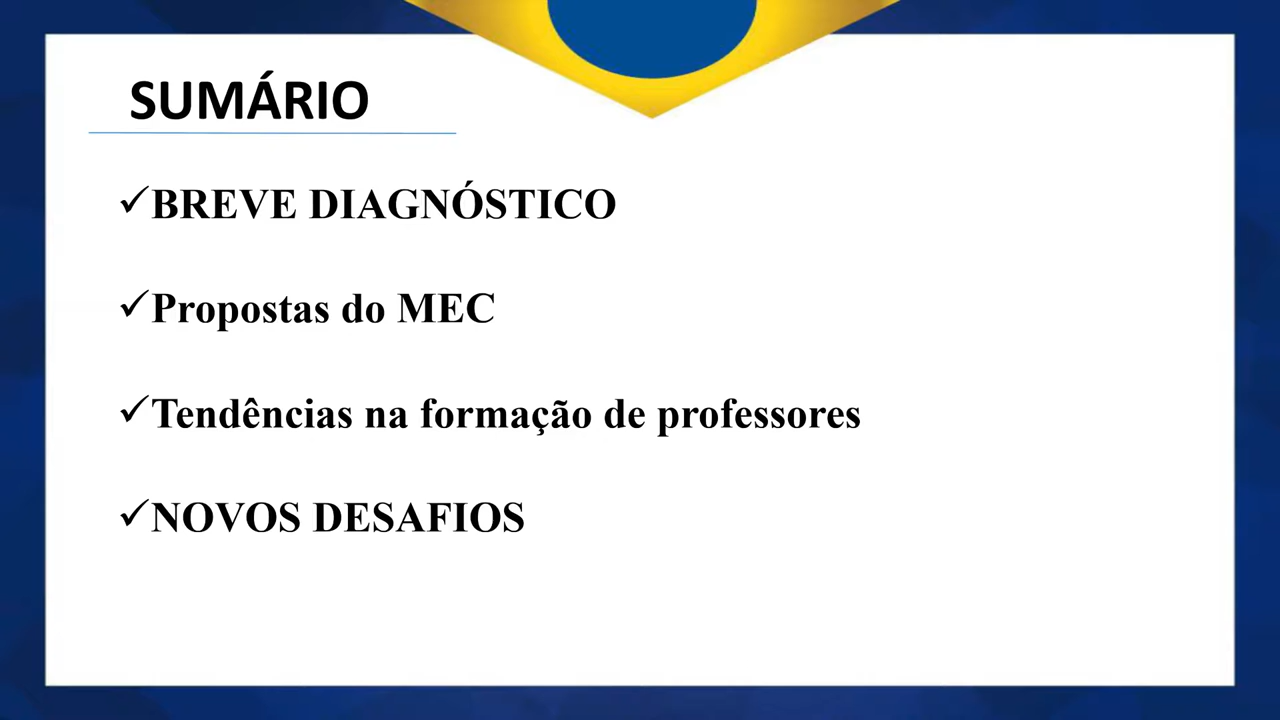 SUMÁRIO
✓BREVE DIAGNÓSTICO
✓Propostas do MEC
✓Tendências na formação de professores
✓NOVOS DESAFIOS